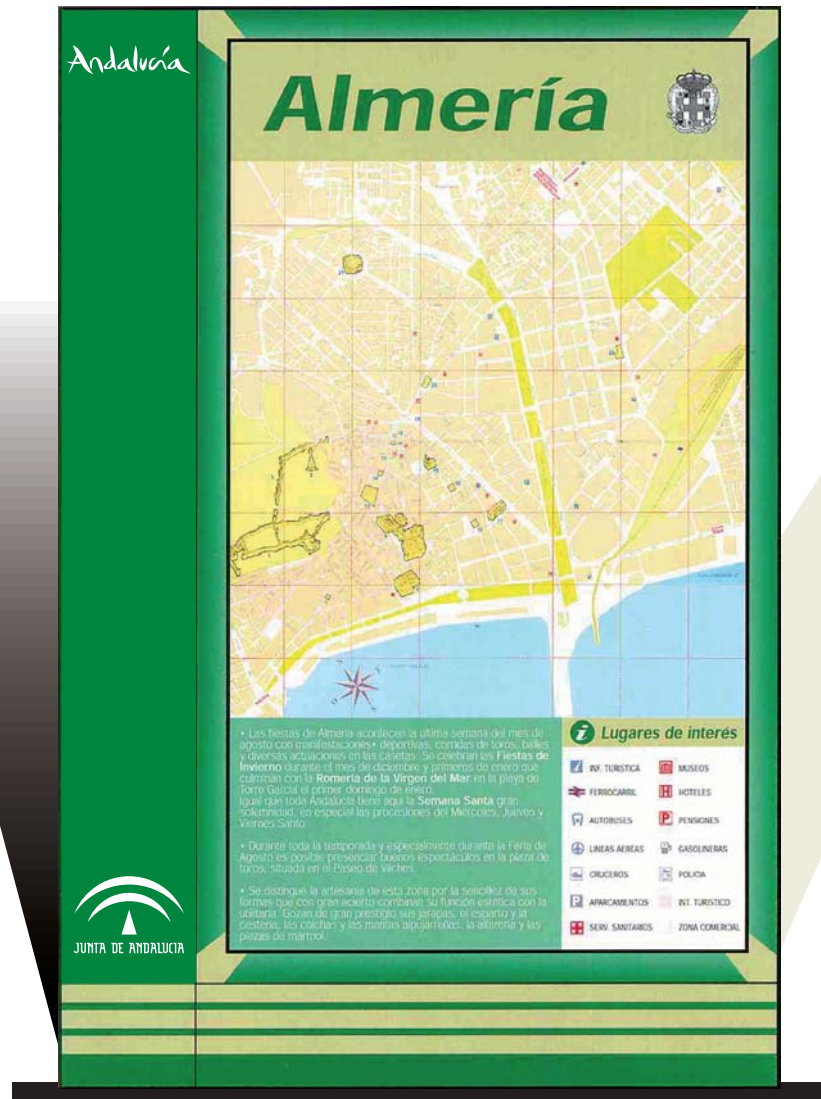 Andalucía
Almería
• Las fiestas de Almería acontecen la última semana del mes de
agosto con manifestaciones• deportivas, corridas de toros, bailes
y diversas actuaciones en las casetas. Se celebran las Fiestas de
Invierno durante el mes de diciembre y primeros de enero que
culminan con la Romería de la Virgen del Mar en la playa de
Torre García el primer domingo de enero.
Igual que toda Andalucía tiene aquí la Semana Santa gran
solemnidad, en especial las procesiones del Miércoles, Jueves y
Viernes Santo.
• Durante toda la temporada y especialmente durante la Feria de
Agosto es posible presenciar buenos espectáculos en la plaza de
toros, situada en el Paseo de Vilches.
• Se distingue la artesanía de esta zona por la sencillez de sus
formas que con gran acierto combinan su función estética con la
utilitaria. Gozan de gran prestigio sus jarapas, el esparto y la
cestería, las colchas y las mantas alpujarreñas, la alfarería y las
piezas de mármol.
i Lugares de interés
INF. TURISTICA
MUSEOS
FERROCARRIL
H HOTELES
AUTOBUSES
P PENSIONES
LINEAS AEREAS
GASOLINERAS
CRUCEROS
POLICIA
P APARCAMIENTOS
INT. TURISTICO
SERV. SANITARIOS
ZONA COMERCIAL
JUNTA DE ANDALUCIA